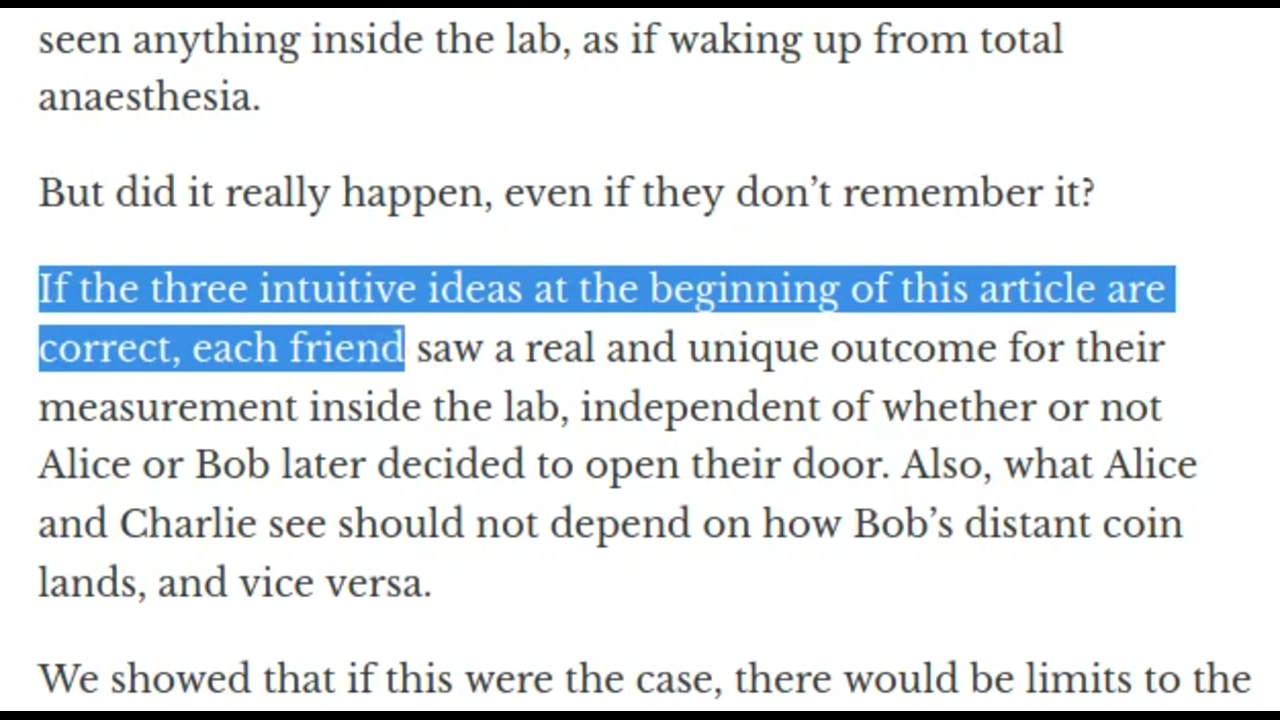 seen anything inside the lab, as if waking up from total
anaesthesia.
But did it really happen, even if they don’t remember it?
If the three intuitive ideas at the beginning of this article are
correct, each friend saw a real and unique outcome for their
measurement inside the lab, independent of whether or not
Alice or Bob later decided to open their door. Also, what Alice
and Charlie see should not depend on how Bob’s distant coin
lands, and vice versa.
We showed that if this were the case, there would be limits to the